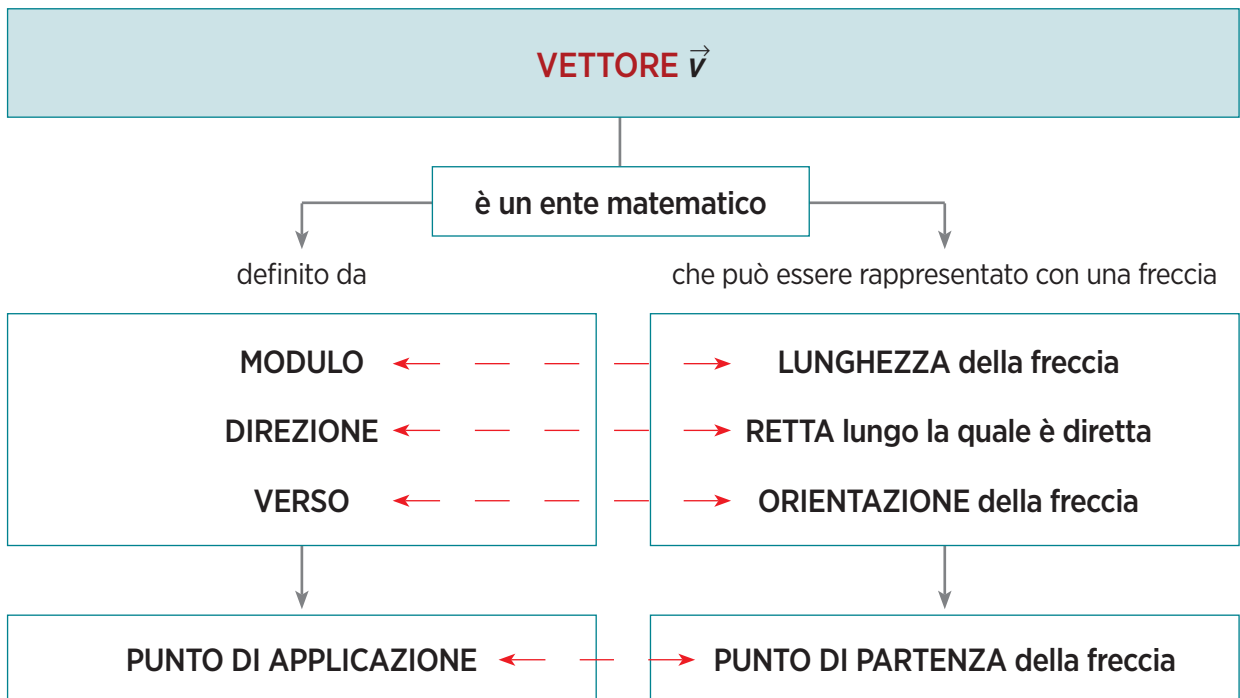 VETTORE v⃗
è un ente matematico
definito da
che può essere rappresentato con una freccia
MODULO
LUNGHEZZA della freccia
DIREZIONE
RETTA lungo la quale è diretta
VERSO
ORIENTAZIONE della freccia
PUNTO DI APPLICAZIONE
PUNTO DI PARTENZA della freccia